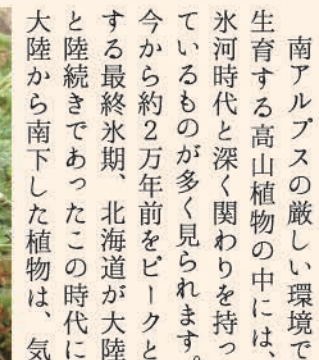 南アルプスの厳しい環境で
生育する高山植物の中には、
氷河時代と深く関わりを持っ
ているものが多く見られます。
今から約2万年前をピークと
する最終氷期、北海道が大陸
と陸続きであったこの時代に
大陸から南下した植物は、気